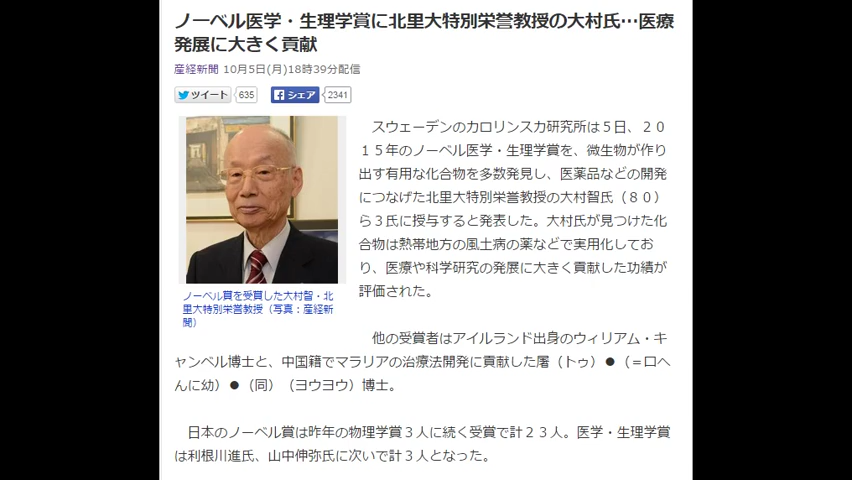 ノーベル医学・生理学賞に北里大特別栄誉教授の大村氏…医療
発展に大きく貢献
産経新聞 10月5日(月)18時39分配信
ツイート 635 シェア 2341
スウェーデンのカロリンスカ研究所は５日、２０
１５年のノーベル医学・生理学賞を、微生物が作り
出す有用な化合物を多数発見し、医薬品などの開発
につなげた北里大特別栄誉教授の大村智氏（８０）
ら３氏に授与すると発表した。大村氏が見つけた化
合物は熱帯地方の風土病の薬などで実用化してお
り、医療や科学研究の発展に大きく貢献した功績が
評価された。
ノーベル賞を受賞した大村智・北
里大特別栄誉教授（写真：産経新
聞）
他の受賞者はアイルランド出身のウィリアム・キ
ャンベル博士と、中国籍でマラリアの治療法開発に貢献した屠（トゥ）●（＝口へ
んに幼）●（同）（ヨウヨウ）博士。
日本のノーベル賞は昨年の物理学賞３人に続く受賞で計２３人。医学・生理学賞
は利根川進氏、山中伸弥氏に次いで計３人となった。